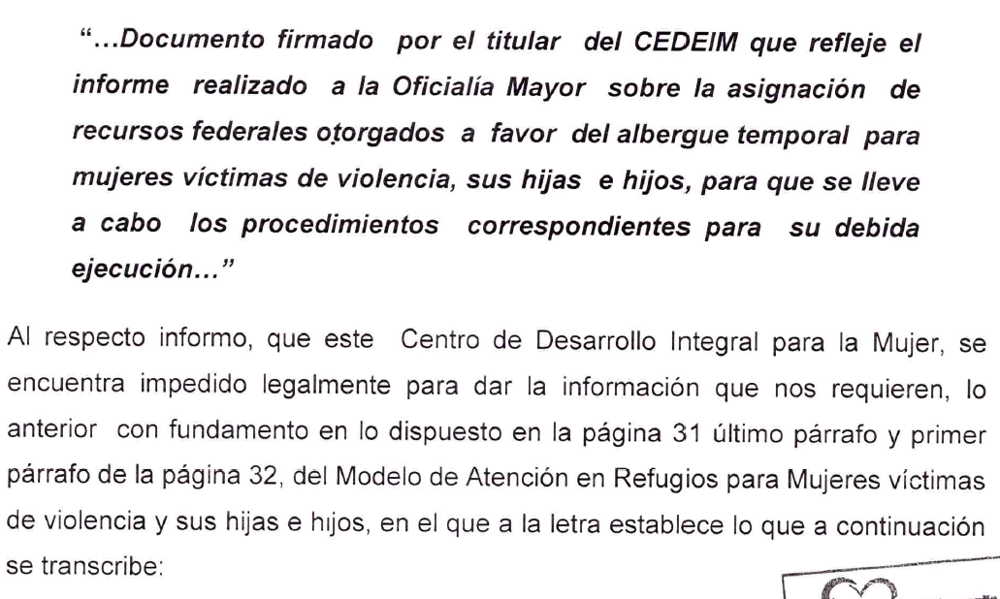 “...Documento firmado por el titular del CEDEIM que refleje el
informe realizado a la Oficialía Mayor sobre la asignación de
recursos federales otorgados a favor del albergue temporal para
mujeres víctimas de violencia, sus hijas e hijos, para que se lleve
a cabo los procedimientos correspondientes para su debida
ejecución...”
Al respecto informo, que este Centro de Desarrollo Integral para la Mujer, se
encuentra impedido legalmente para dar la información que nos requieren, lo
anterior con fundamento en lo dispuesto en la página 31 último párrafo y primer
párrafo de la página 32, del Modelo de Atención en Refugios para Mujeres víctimas
de violencia y sus hijas e hijos, en el que a la letra establece lo que a continuación
se transcribe: